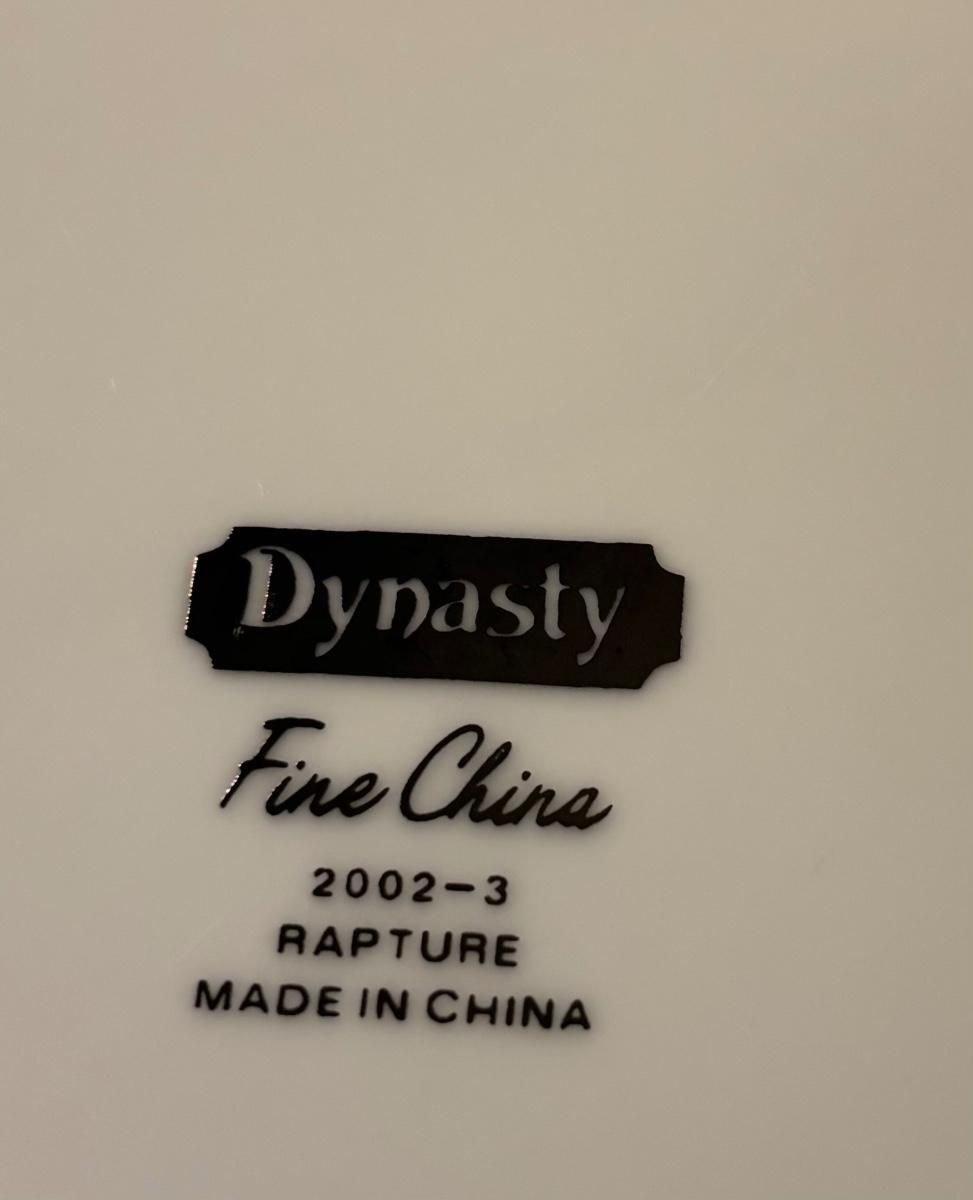 Dynasty
Fine China
2002-3
RAPTURE
MADE IN CHINA